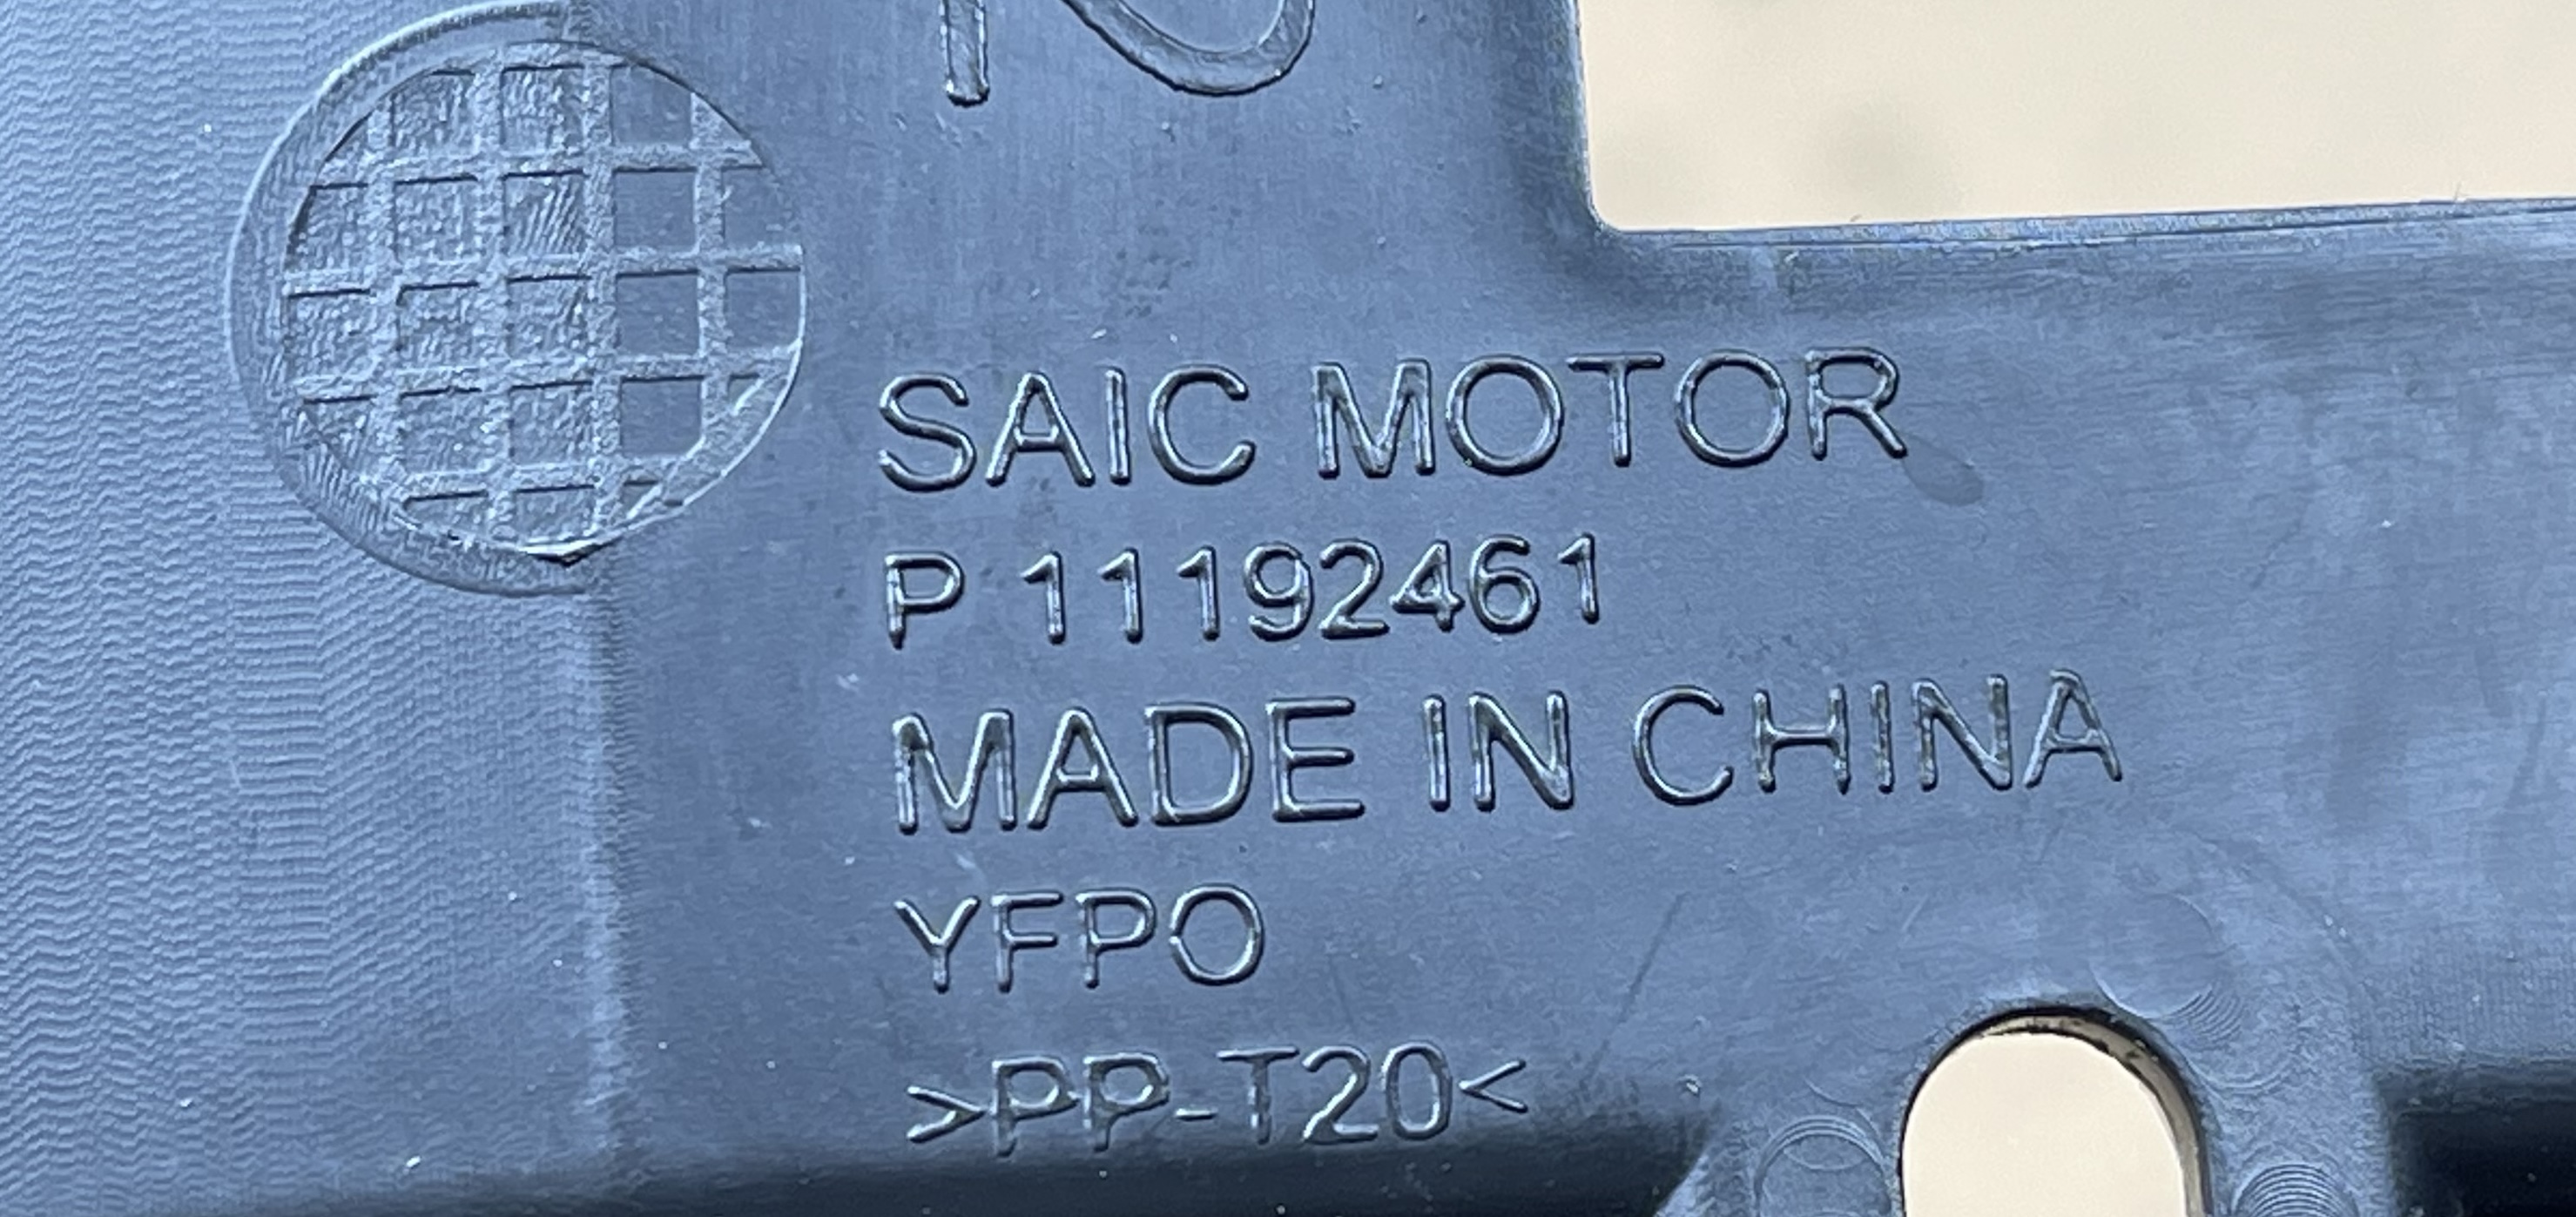 SAIC MOTOR
P 11192461
MADE IN CHINA
YFPO
>PP-T20<